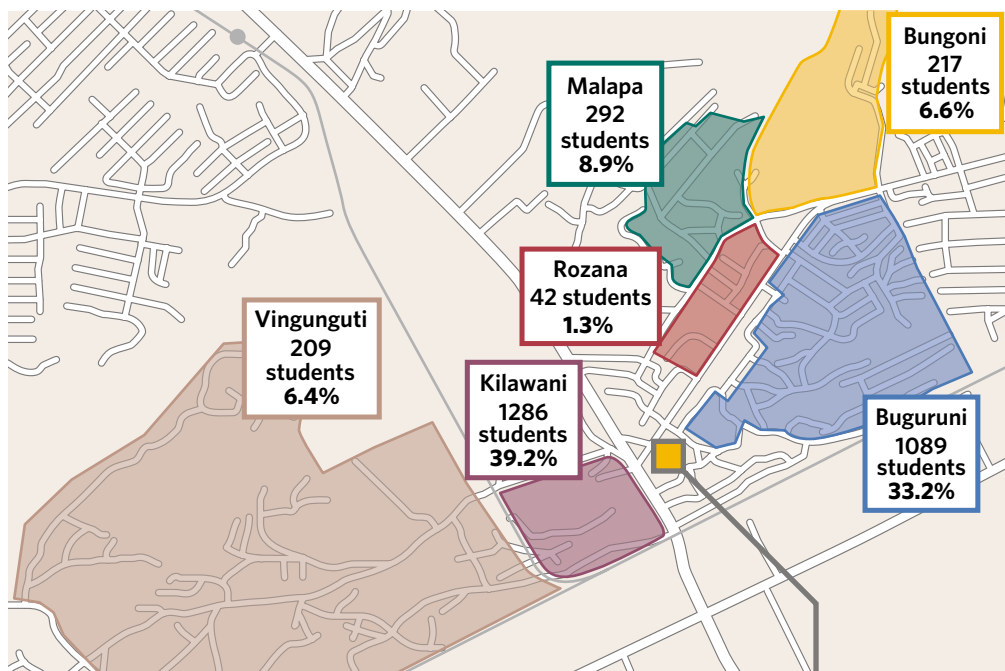 Bungoni
217
students
6.6%
Malapa
292
students
8.9%
Rozana
42 students
1.3%
Vingunguti
209
students
6.4%
Kilawani
1286
students
39.2%
Buguruni
1089
students
33.2%